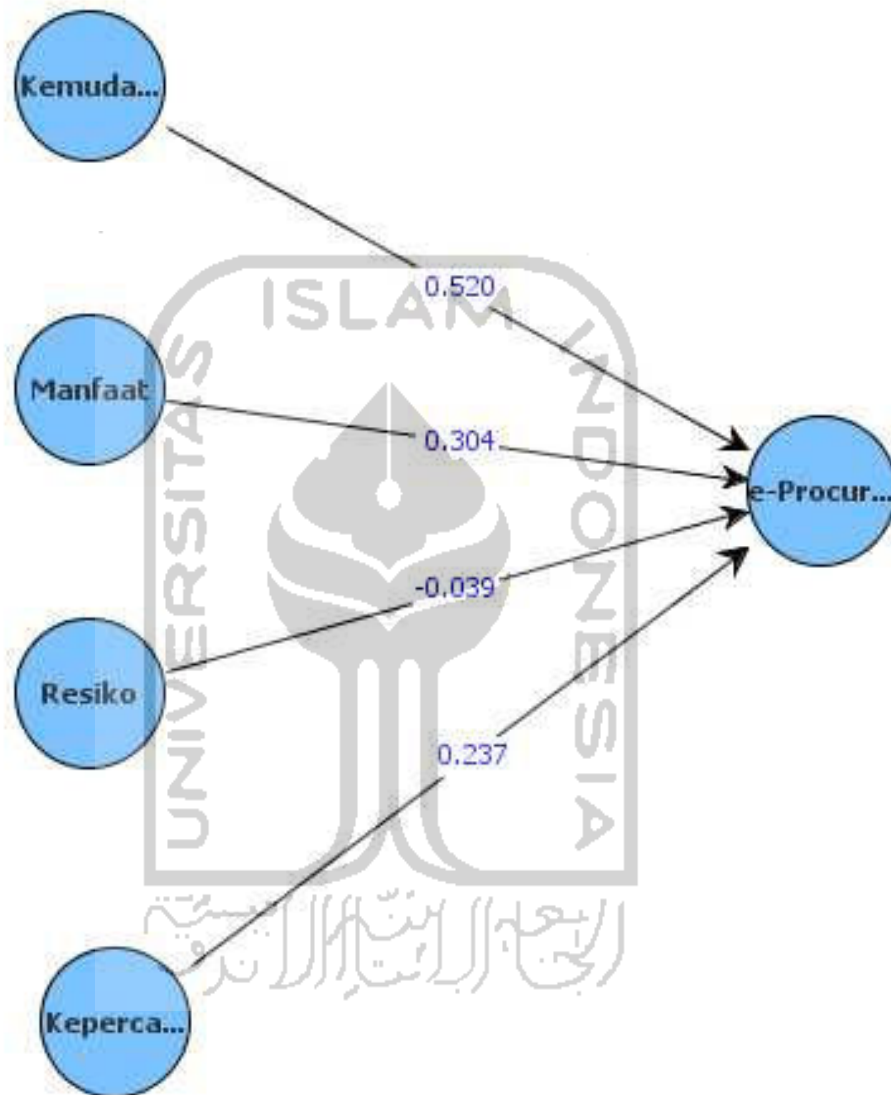 Kemuda...
0.520
ISLAM
UNIVERSITAS
INDONESIA
Manfaat
0.304
e-Procur...
-0.039
Resiko
0.237
Keperca...